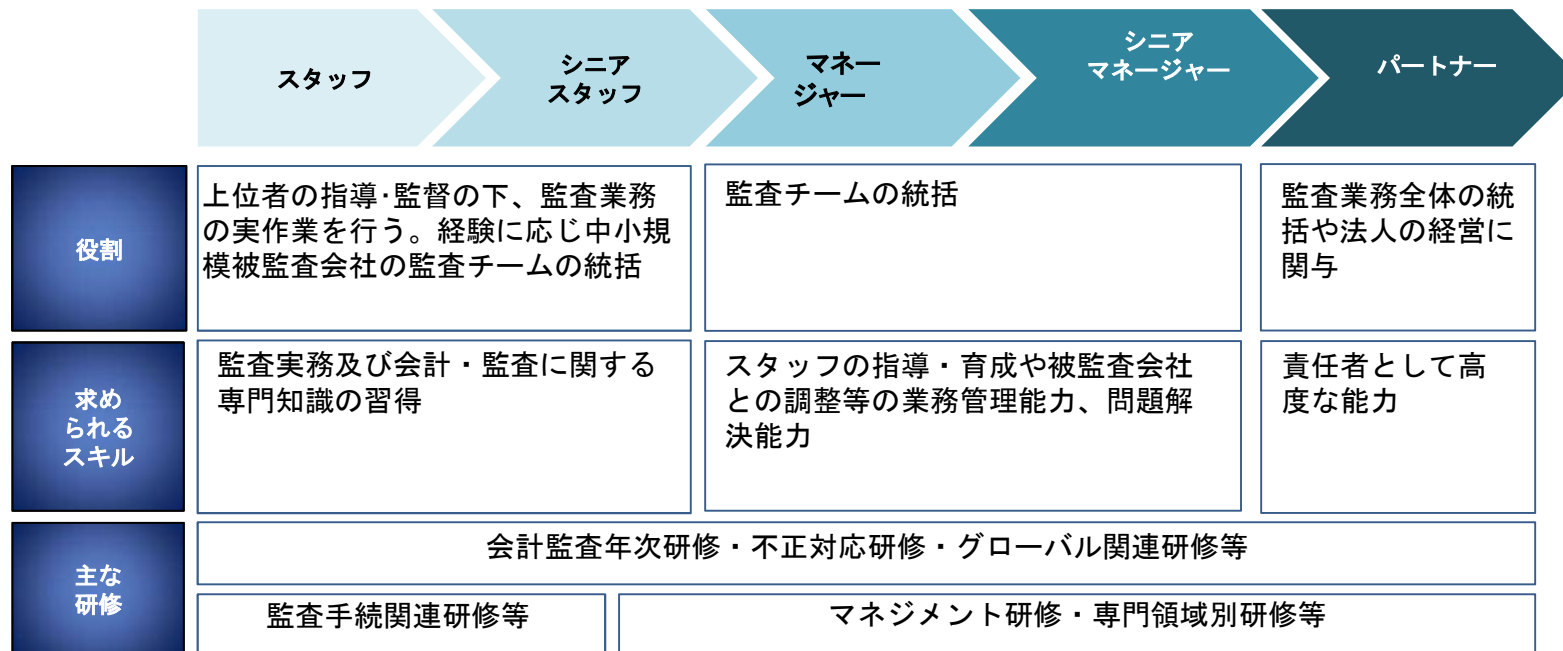 スタッフ
シニア
スタッフ
マネー
ジャー
シニア
マネージャー
パートナー
役割
上位者の指導･監督の下、監査業務
の実作業を行う。経験に応じ中小規
模被監査会社の監査チームの統括
監査チームの統括
監査業務全体の統
括や法人の経営に
関与
求め
られる
スキル
監査実務及び会計・監査に関する
専門知識の習得
スタッフの指導・育成や被監査会社
との調整等の業務管理能力、問題解
決能力
責任者として高
度な能力
主な
研修
会計監査年次研修・不正対応研修・グローバル関連研修等
監査手続関連研修等
マネジメント研修・専門領域別研修等